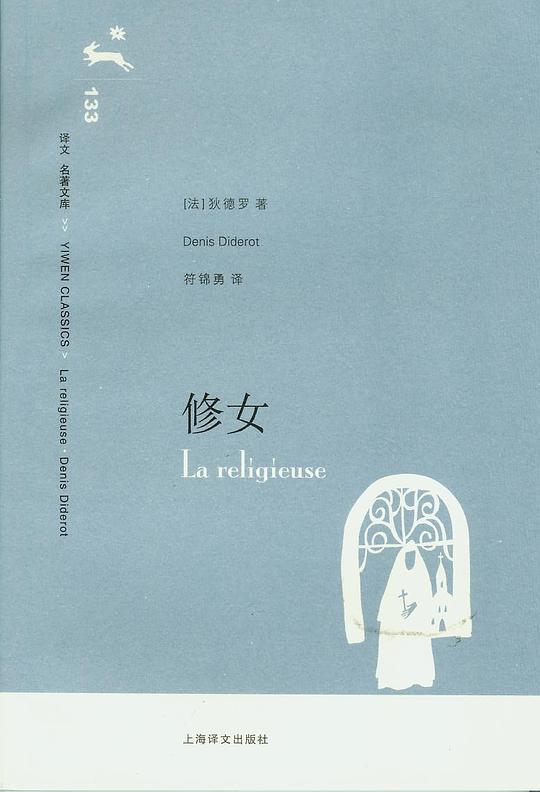 133
译文 名著文库 >> YIWEN CLASSICS > La religieuse · Denis Diderot
[法]狄德罗 著
Denis Diderot
符锦勇 译
修女
La religieuse
上海译文出版社